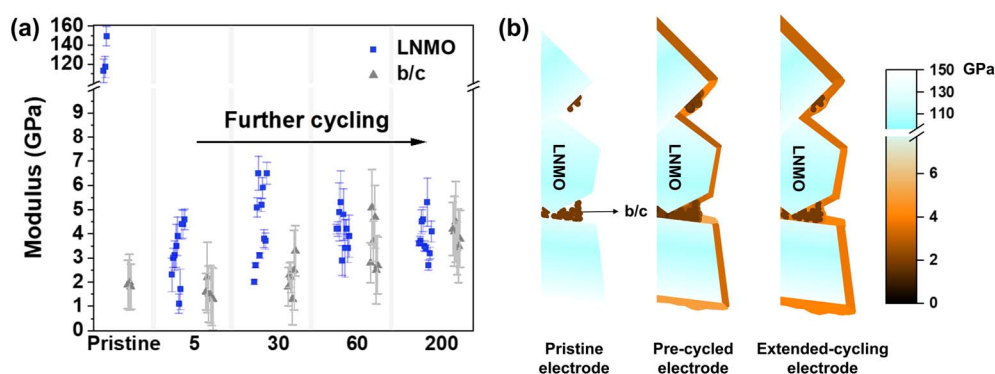 (a)
Modulus (GPa)
160
140
120
9
8
7
6
5
4
3
2
1
0
LNMO
b/c
Further cycling
Pristine 5 30 60 200
(b)
LNMO
LNMO
LNMO
b/c
150 GPa
130
110
6
4
2
0
Pristine
electrode
Pre-cycled
electrode
Extended-cycling
electrode